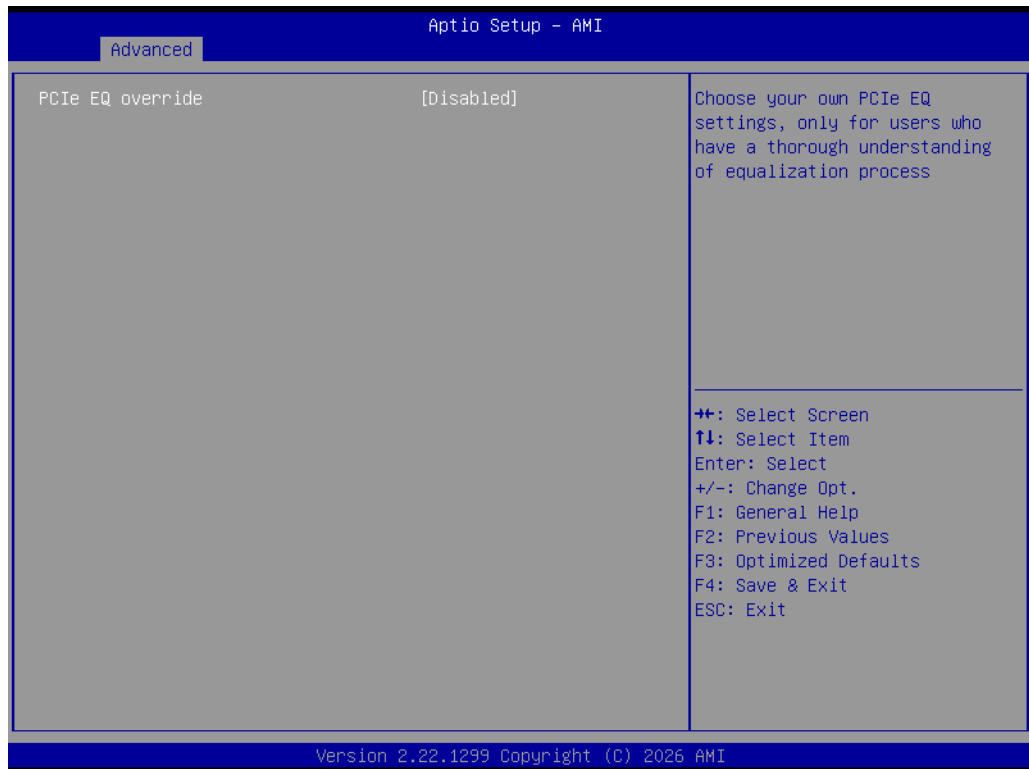 Aptio Setup – AMI
Advanced
PCIe EQ override [Disabled]
Choose your own PCIe EQ
settings, only for users who
have a thorough understanding
of equalization process
→←: Select Screen
↑↓: Select Item
Enter: Select
+/-: Change Opt.
F1: General Help
F2: Previous Values
F3: Optimized Defaults
F4: Save & Exit
ESC: Exit
Version 2.22.1299 Copyright (C) 2026 AMI